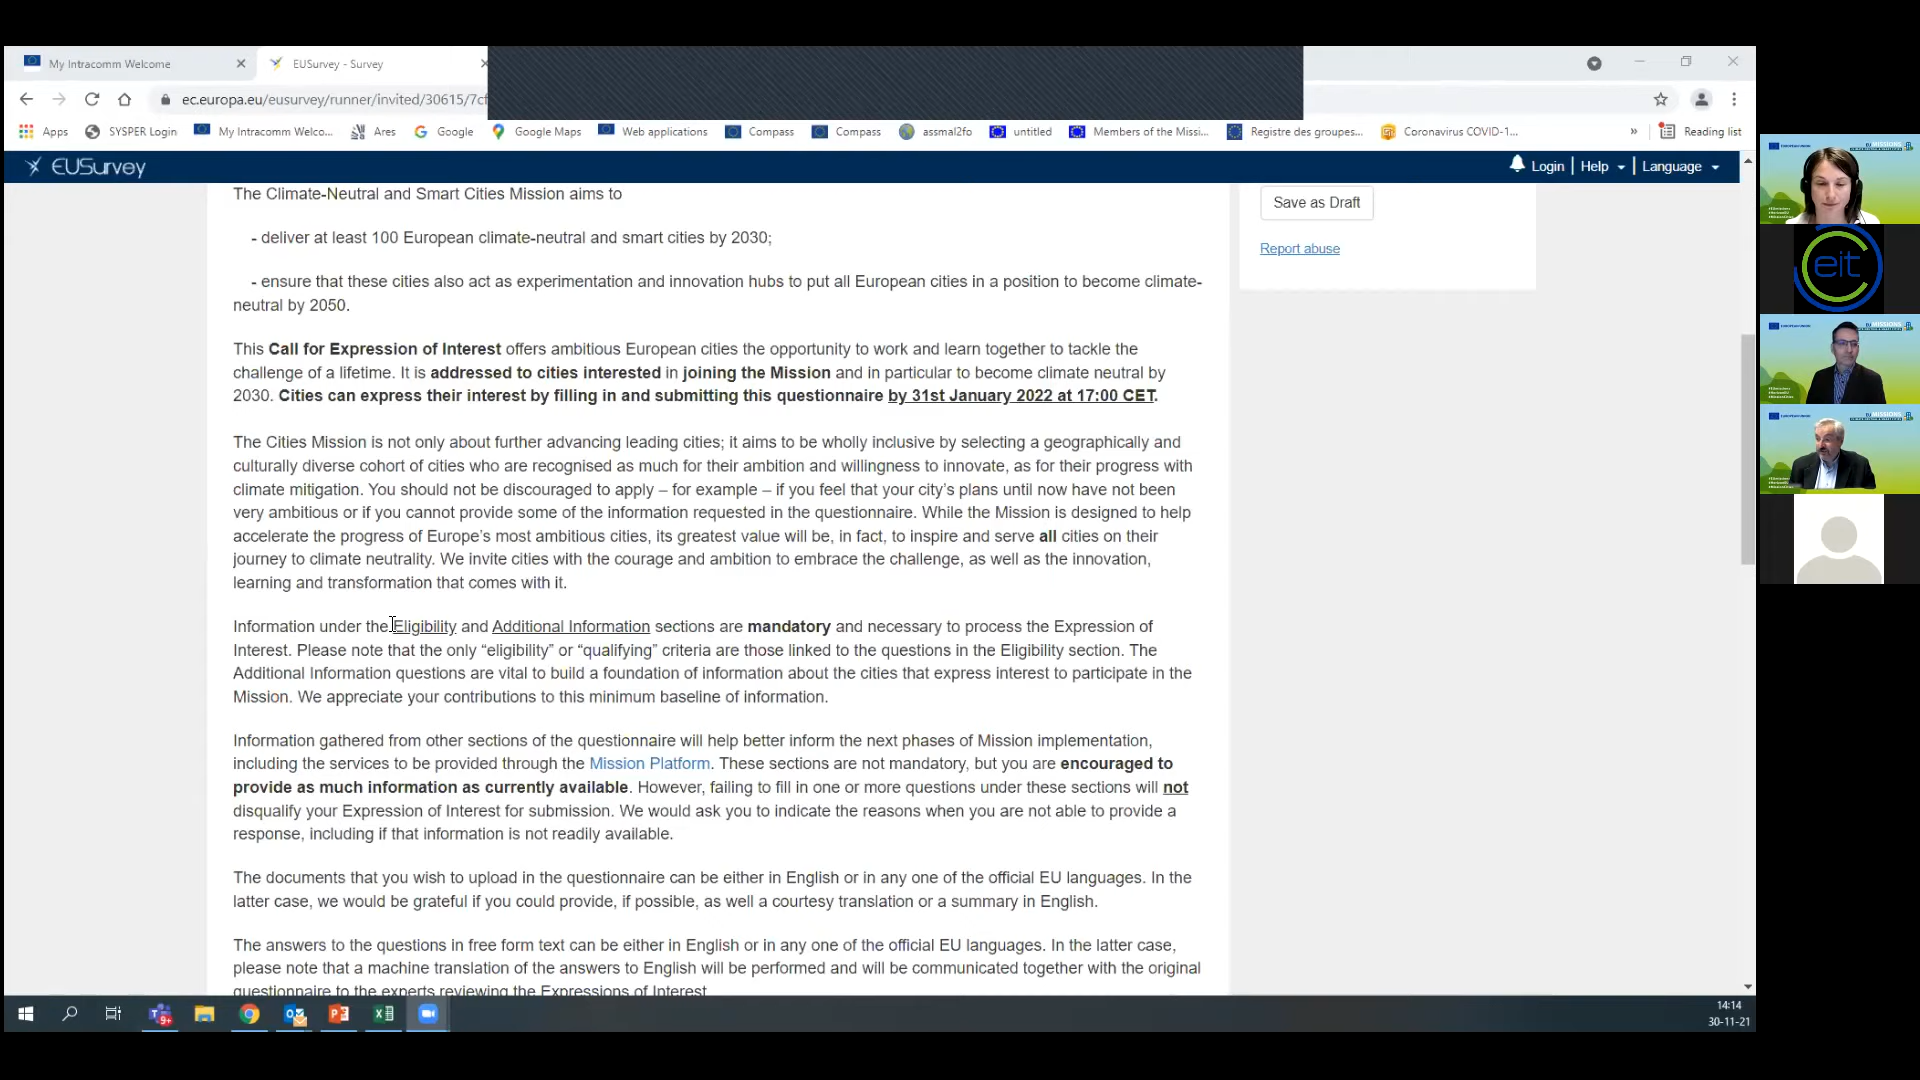 My Intracomm Welcome
EUSurvey - Survey
ec.europa.eu/eusurvey/runner/invited/30615/7cf
Apps SYSPER Login My Intracomm Welco... Ares Google Google Maps Web applications Compass Compass assmal2fo untitled Members of the Missi... Registre des groupes... Coronavirus COVID-1... » Reading list
EUSurvey Login | Help | Language
The Climate-Neutral and Smart Cities Mission aims to
- deliver at least 100 European climate-neutral and smart cities by 2030;
- ensure that these cities also act as experimentation and innovation hubs to put all European cities in a position to become climate-
neutral by 2050.
This Call for Expression of Interest offers ambitious European cities the opportunity to work and learn together to tackle the
challenge of a lifetime. It is addressed to cities interested in joining the Mission and in particular to become climate neutral by
2030. Cities can express their interest by filling in and submitting this questionnaire by 31st January 2022 at 17:00 CET.
The Cities Mission is not only about further advancing leading cities; it aims to be wholly inclusive by selecting a geographically and
culturally diverse cohort of cities who are recognised as much for their ambition and willingness to innovate, as for their progress with
climate mitigation. You should not be discouraged to apply – for example – if you feel that your city’s plans until now have not been
very ambitious or if you cannot provide some of the information requested in the questionnaire. While the Mission is designed to help
accelerate the progress of Europe’s most ambitious cities, its greatest value will be, in fact, to inspire and serve all cities on their
journey to climate neutrality. We invite cities with the courage and ambition to embrace the challenge, as well as the innovation,
learning and transformation that comes with it.
Information under the Eligibility and Additional Information sections are mandatory and necessary to process the Expression of
Interest. Please note that the only “eligibility” or “qualifying” criteria are those linked to the questions in the Eligibility section. The
Additional Information questions are vital to build a foundation of information about the cities that express interest to participate in the
Mission. We appreciate your contributions to this minimum baseline of information.
Information gathered from other sections of the questionnaire will help better inform the next phases of Mission implementation,
including the services to be provided through the Mission Platform. These sections are not mandatory, but you are encouraged to
provide as much information as currently available. However, failing to fill in one or more questions under these sections will not
disqualify your Expression of Interest for submission. We would ask you to indicate the reasons when you are not able to provide a
response, including if that information is not readily available.
The documents that you wish to upload in the questionnaire can be either in English or in any one of the official EU languages. In the
latter case, we would be grateful if you could provide, if possible, as well a courtesy translation or a summary in English.
The answers to the questions in free form text can be either in English or in any one of the official EU languages. In the latter case,
please note that a machine translation of the answers to English will be performed and will be communicated together with the original
questionnaire to the experts reviewing the Expressions of Interest
Save as Draft
Report abuse
eit
14:14
30-11-21